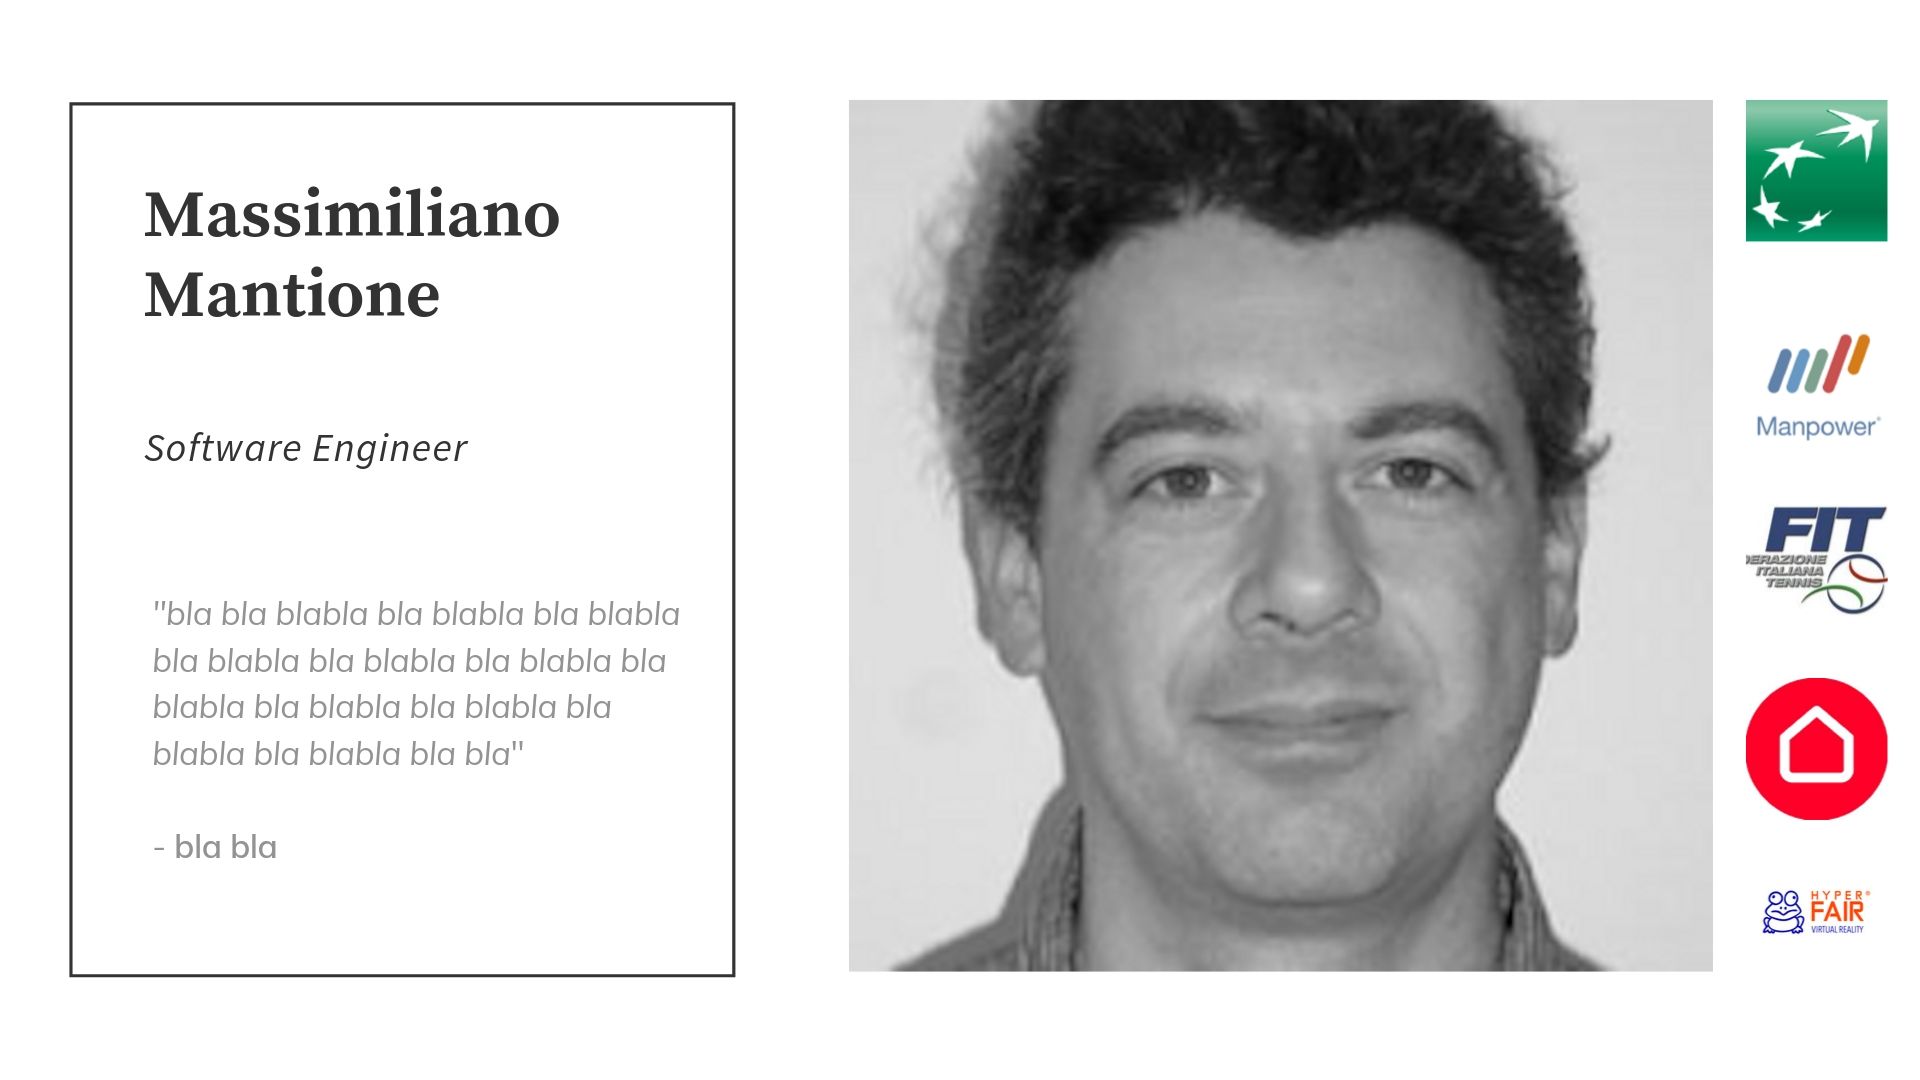 Massimiliano
Mantione
Software Engineer
"bla bla blabla bla blabla bla blabla
bla blabla bla blabla bla blabla bla
blabla bla blabla bla blabla bla
blabla bla blabla bla bla"
- bla bla
Manpower®
FIT
ERAZIONE
ITALIANA
TENNIS
HYPER®
FAIR
VIRTUAL REALITY